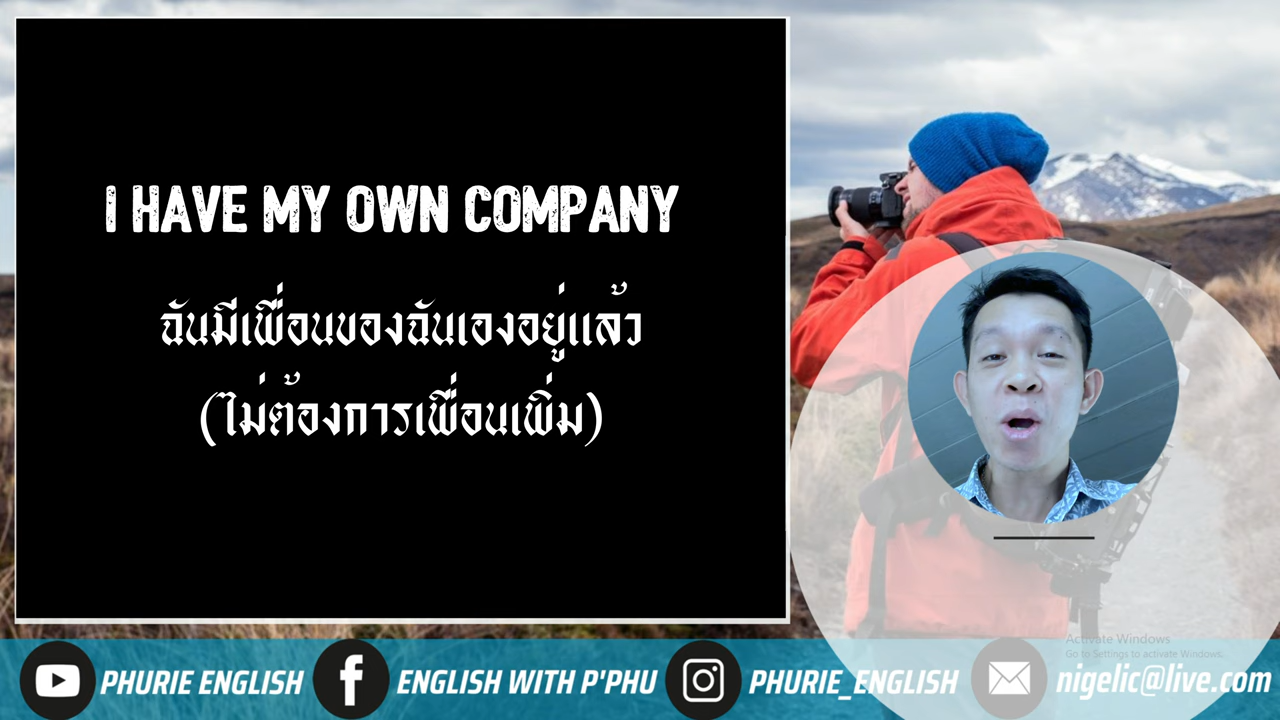 I HAVE MY OWN COMPANY
ฉันมีเพื่อนของฉันเองอยู่แล้ว
(ไม่ต้องการเพื่อนเพิ่ม)
Activate Windows
Go to Settings to activate Windows.
PHURIE ENGLISH
ENGLISH WITH P'PHU
PHURIE_ENGLISH
nigelic@live.com